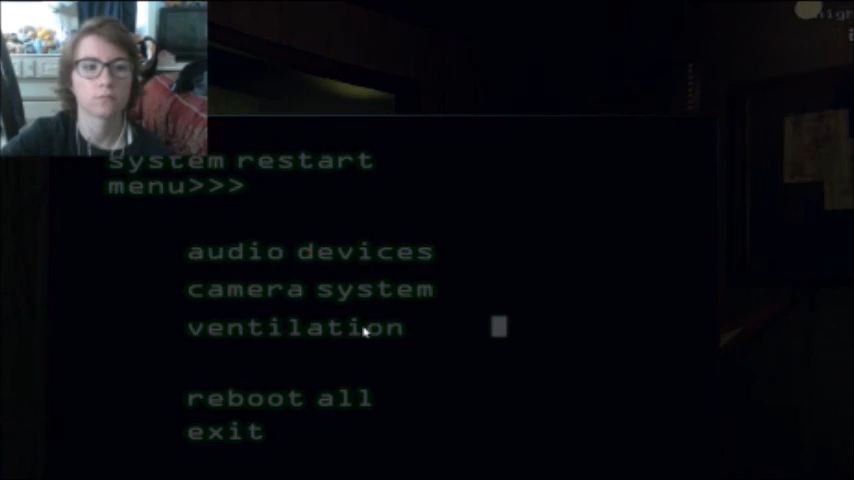 system restart
menu>>>
audio devices
camera system
ventilation
reboot all
exit